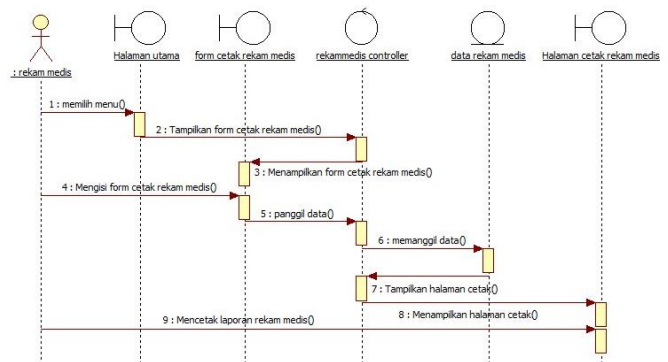 : rekam medis
Halaman utama
form cetak rekam medis
rekammedis controller
data rekam medis
Halaman cetak rekam medis
1 : memilih menu()
2 : Tampilkan form cetak rekam medis()
3 : Menampilkan form cetak rekam medis()
4 : Mengisi form cetak rekam medis()
5 : panggil data()
6 : memanggil data()
7 : Tampilkan halaman cetak()
8 : Menampilkan halaman cetak()
9 : Mencetak laporan rekam medis()